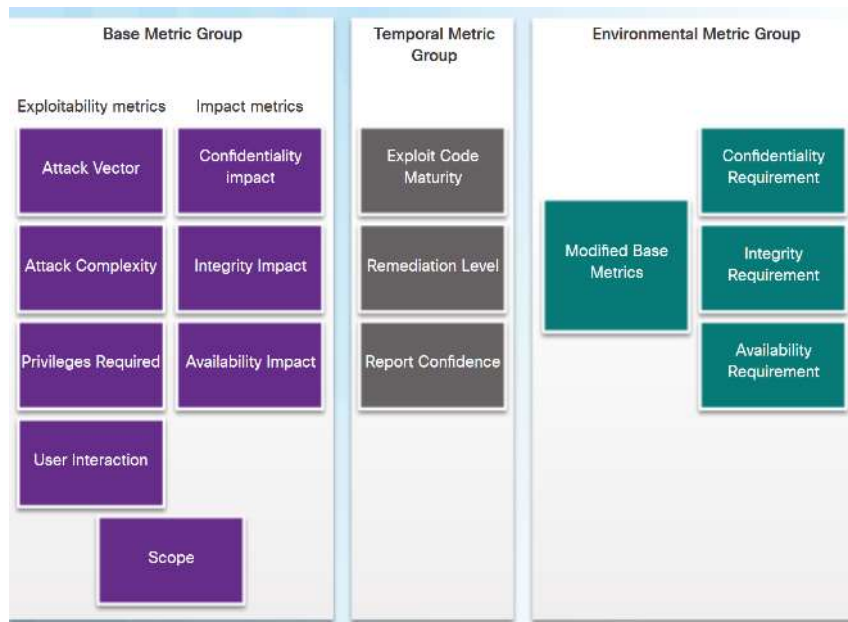 Base Metric Group
Exploitability metrics
Impact metrics
Attack Vector
Confidentiality
impact
Attack Complexity
Integrity Impact
Privileges Required
Availability Impact
User Interaction
Scope
Temporal Metric
Group
Exploit Code
Maturity
Remediation Level
Report Confidence
Environmental Metric Group
Modified Base
Metrics
Confidentiality
Requirement
Integrity
Requirement
Availability
Requirement